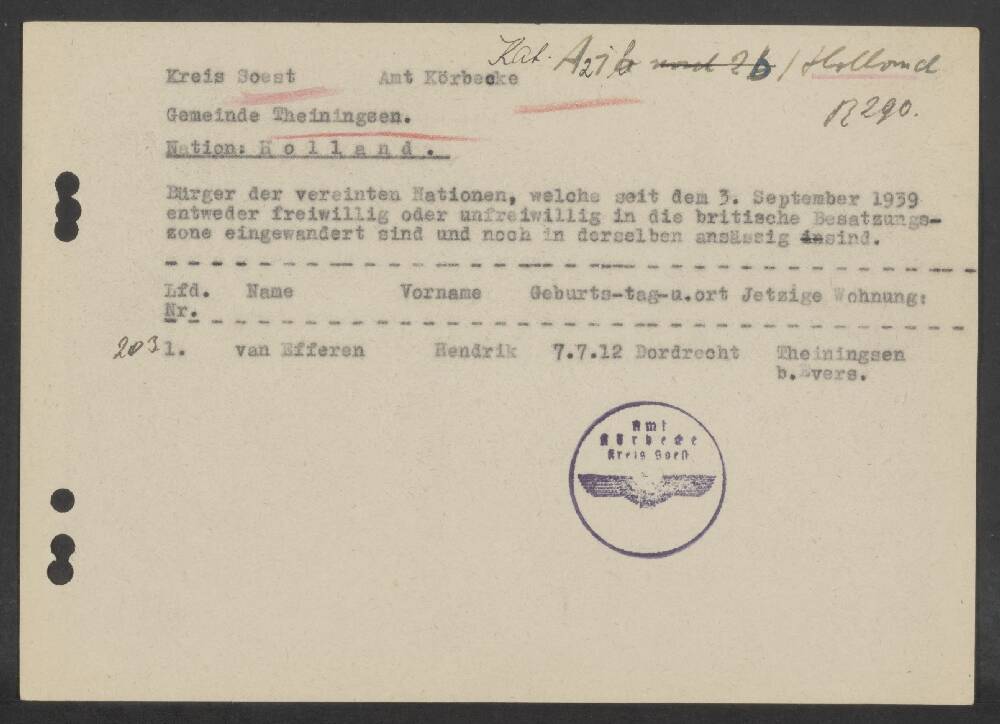 Kat. A 2 / Holland
Kreis Soest Amt Körbecke
R 290.
Gemeinde Theiningsen.
Nation: H o l l a n d .
Bürger der vereinten Nationen, welche seit dem 3. September 1939
entweder freiwillig oder unfreiwillig in die britische Besatzungs-
zone eingewandert sind und noch in derselben ansässig insind.
Lfd. Name Vorname Geburts-tag-u.ort Jetzige Wohnung:
Nr.
203 1. van Efferen Hendrik 7.7.12 Dordrecht Theiningsen
b.Evers.
Amt
Körbecke
Kreis Soest